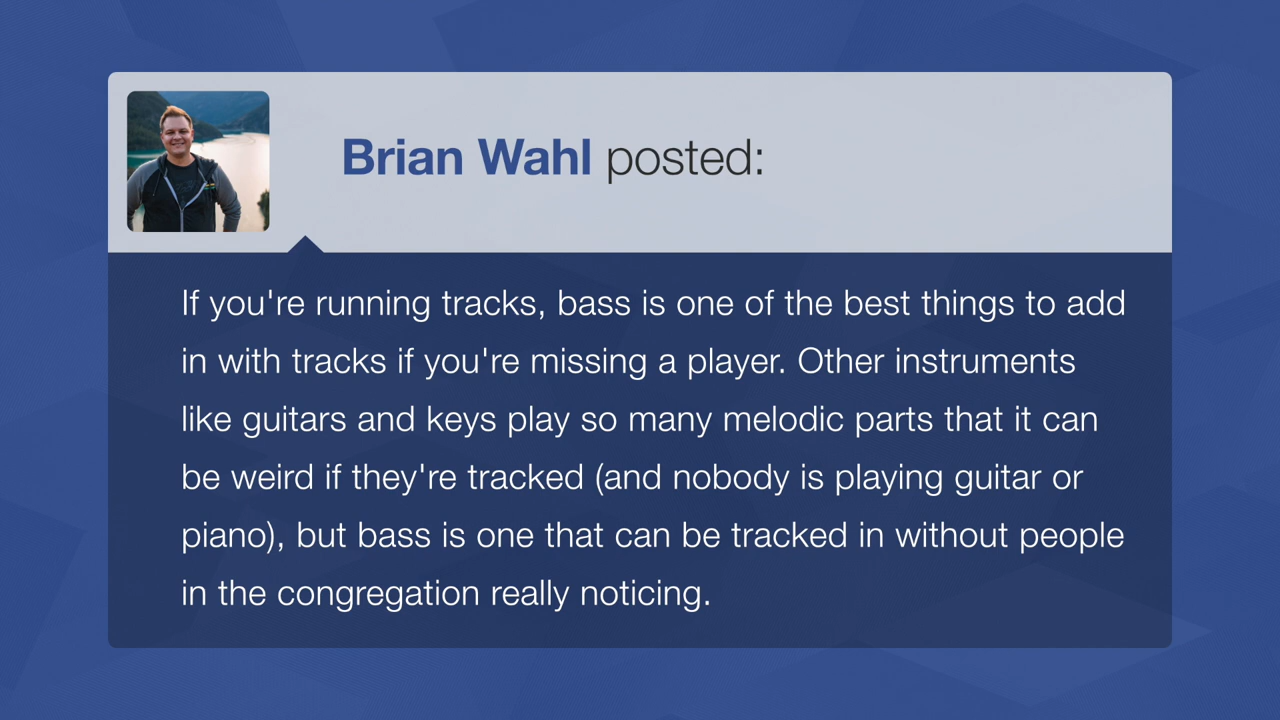 Brian Wahl posted:
If you're running tracks, bass is one of the best things to add
in with tracks if you're missing a player. Other instruments
like guitars and keys play so many melodic parts that it can
be weird if they're tracked (and nobody is playing guitar or
piano), but bass is one that can be tracked in without people
in the congregation really noticing.